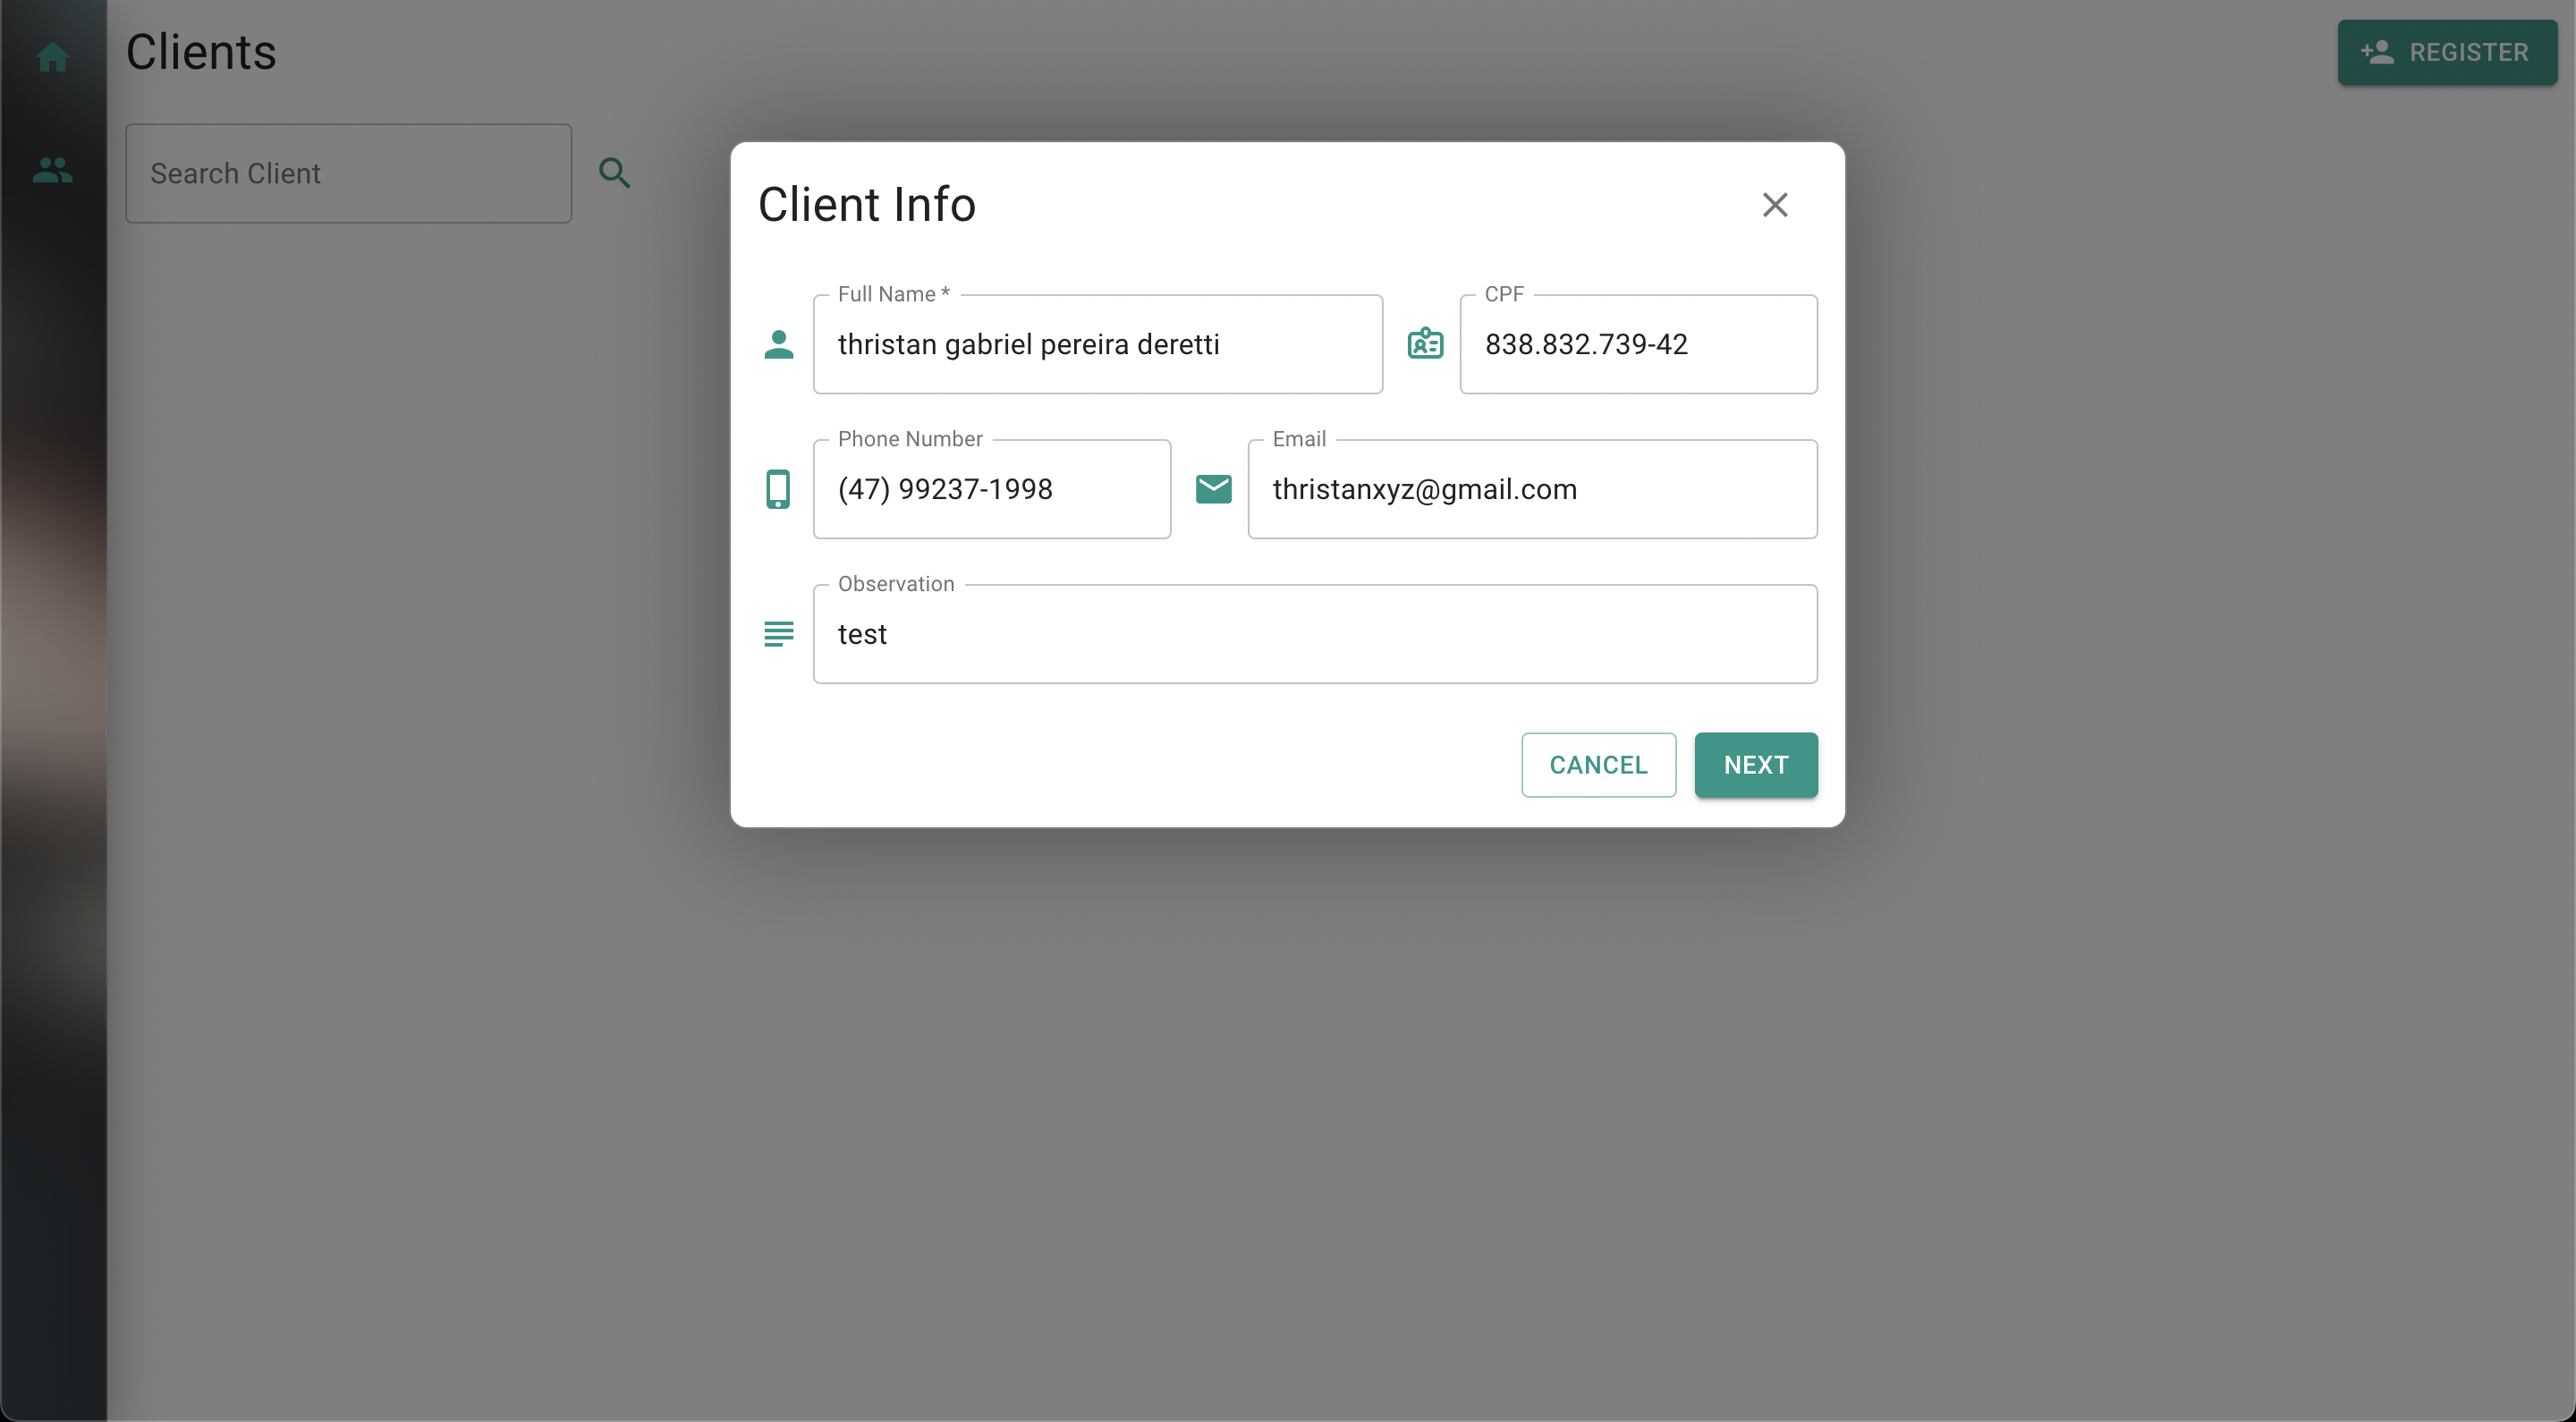 Clients
REGISTER
Search Client
Client Info
Full Name *
thristan gabriel pereira deretti
CPF
838.832.739-42
Phone Number
(47) 99237-1998
Email
thristanxyz@gmail.com
Observation
test
CANCEL
NEXT